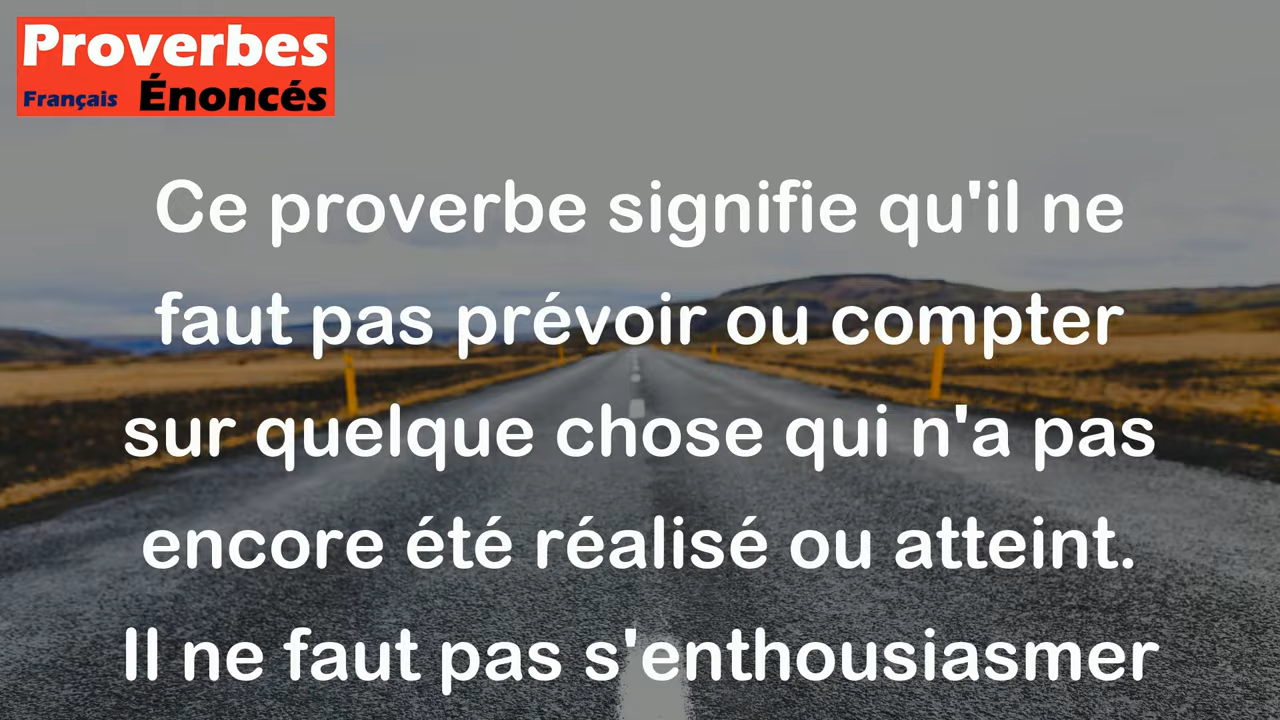 Proverbes
Français Énoncés
Ce proverbe signifie qu'il ne
faut pas prévoir ou compter
sur quelque chose qui n'a pas
encore été réalisé ou atteint.
Il ne faut pas s'enthousiasmer